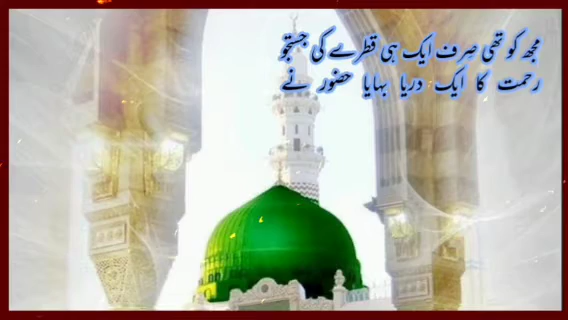 مجھ کو تھی صرف ایک ہی قطرے کی جستجو
رحمت کا ایک دریا بہایا حضور نے